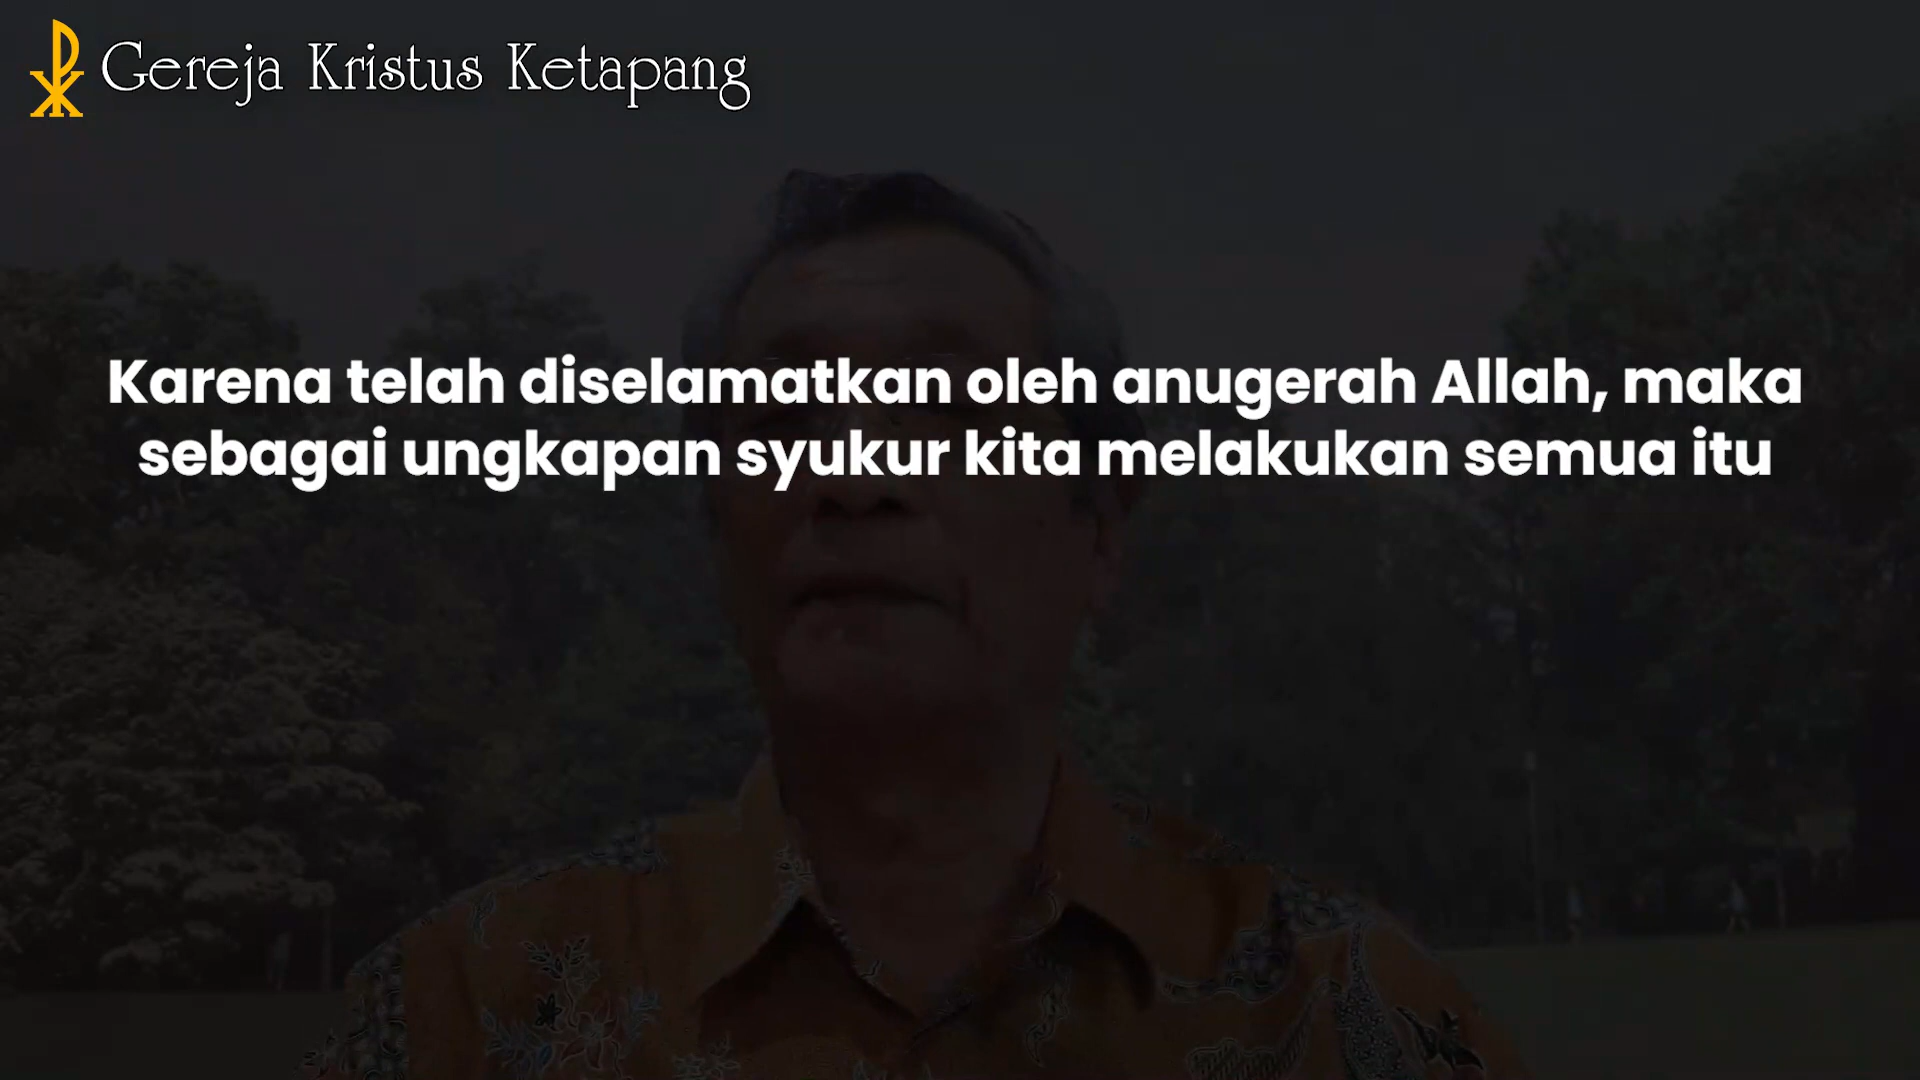 Gereja Kristus Ketapang
Karena telah diselamatkan oleh anugerah Allah, maka
sebagai ungkapan syukur kita melakukan semua itu